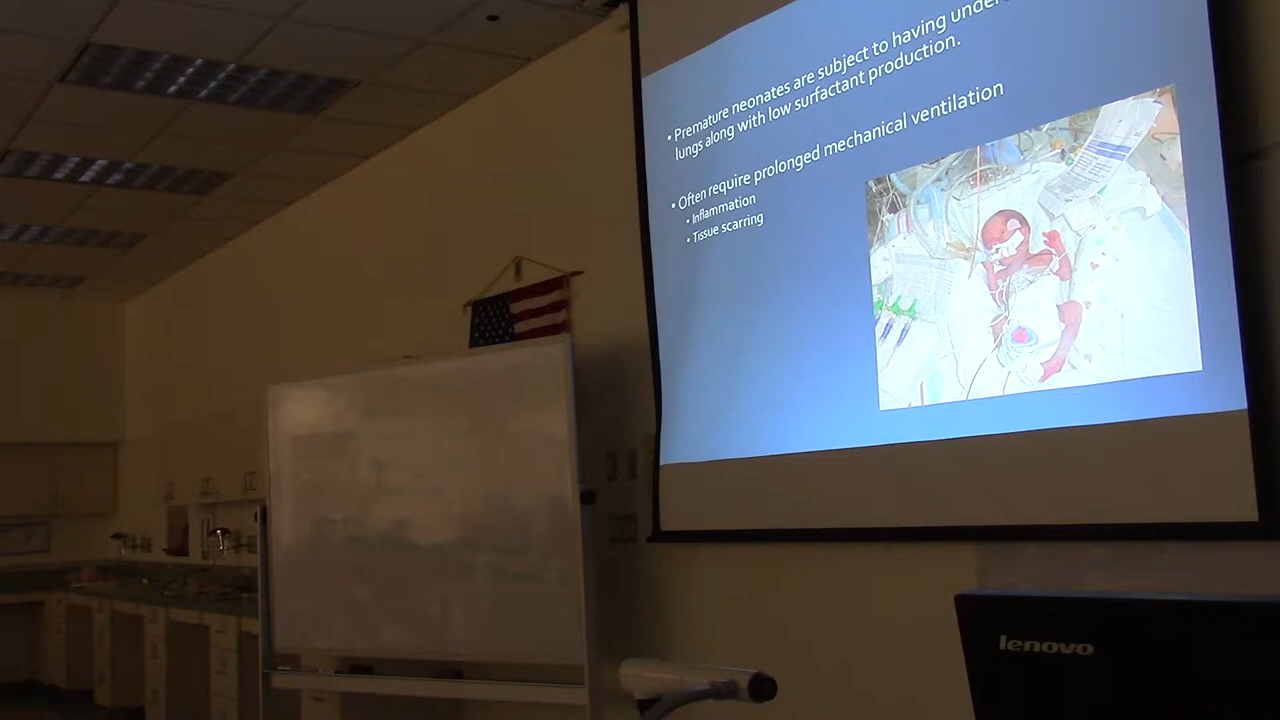 • Premature neonates are subject to having
lungs along with low surfactant production.
• Often require prolonged mechanical ventilation
• Inflammation
• Tissue scarring
lenovo